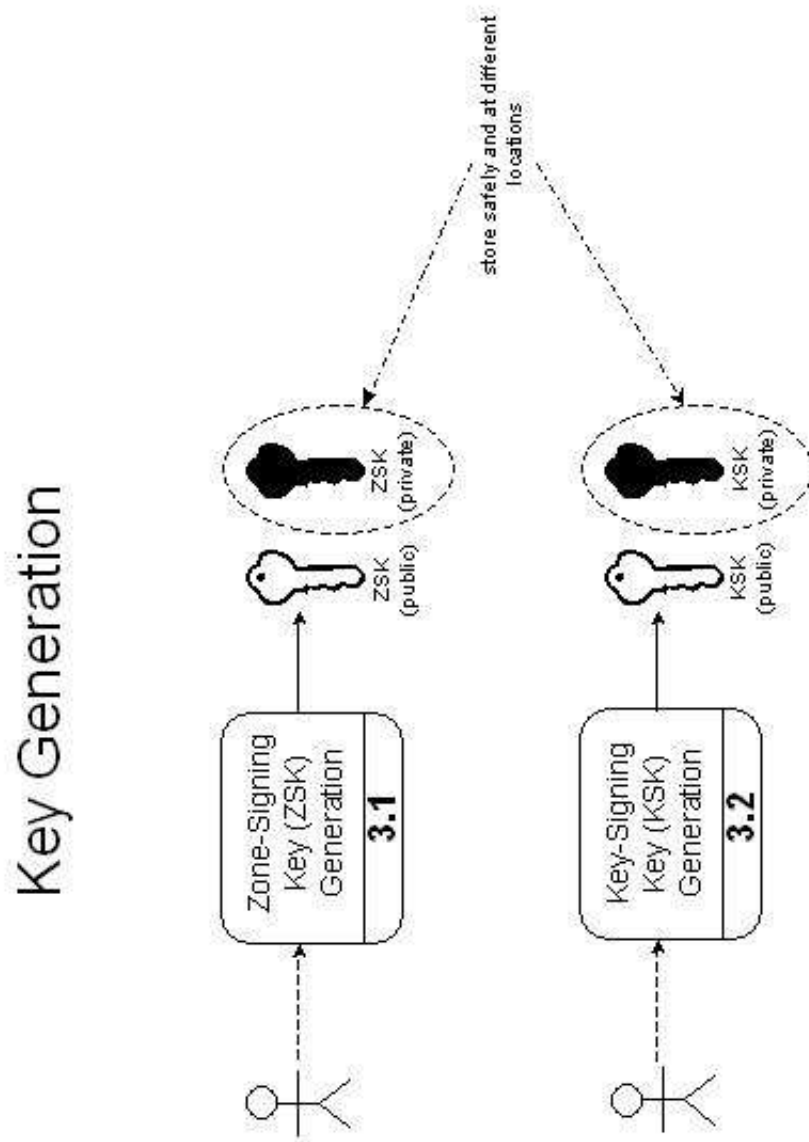 Key Generation
Zone-Signing
Key (ZSK)
Generation
3.1
ZSK
(public)
ZSK
(private)
Key-Signing
Key (KSK)
Generation
3.2
KSK
(public)
KSK
(private)
store safely and at different
locations